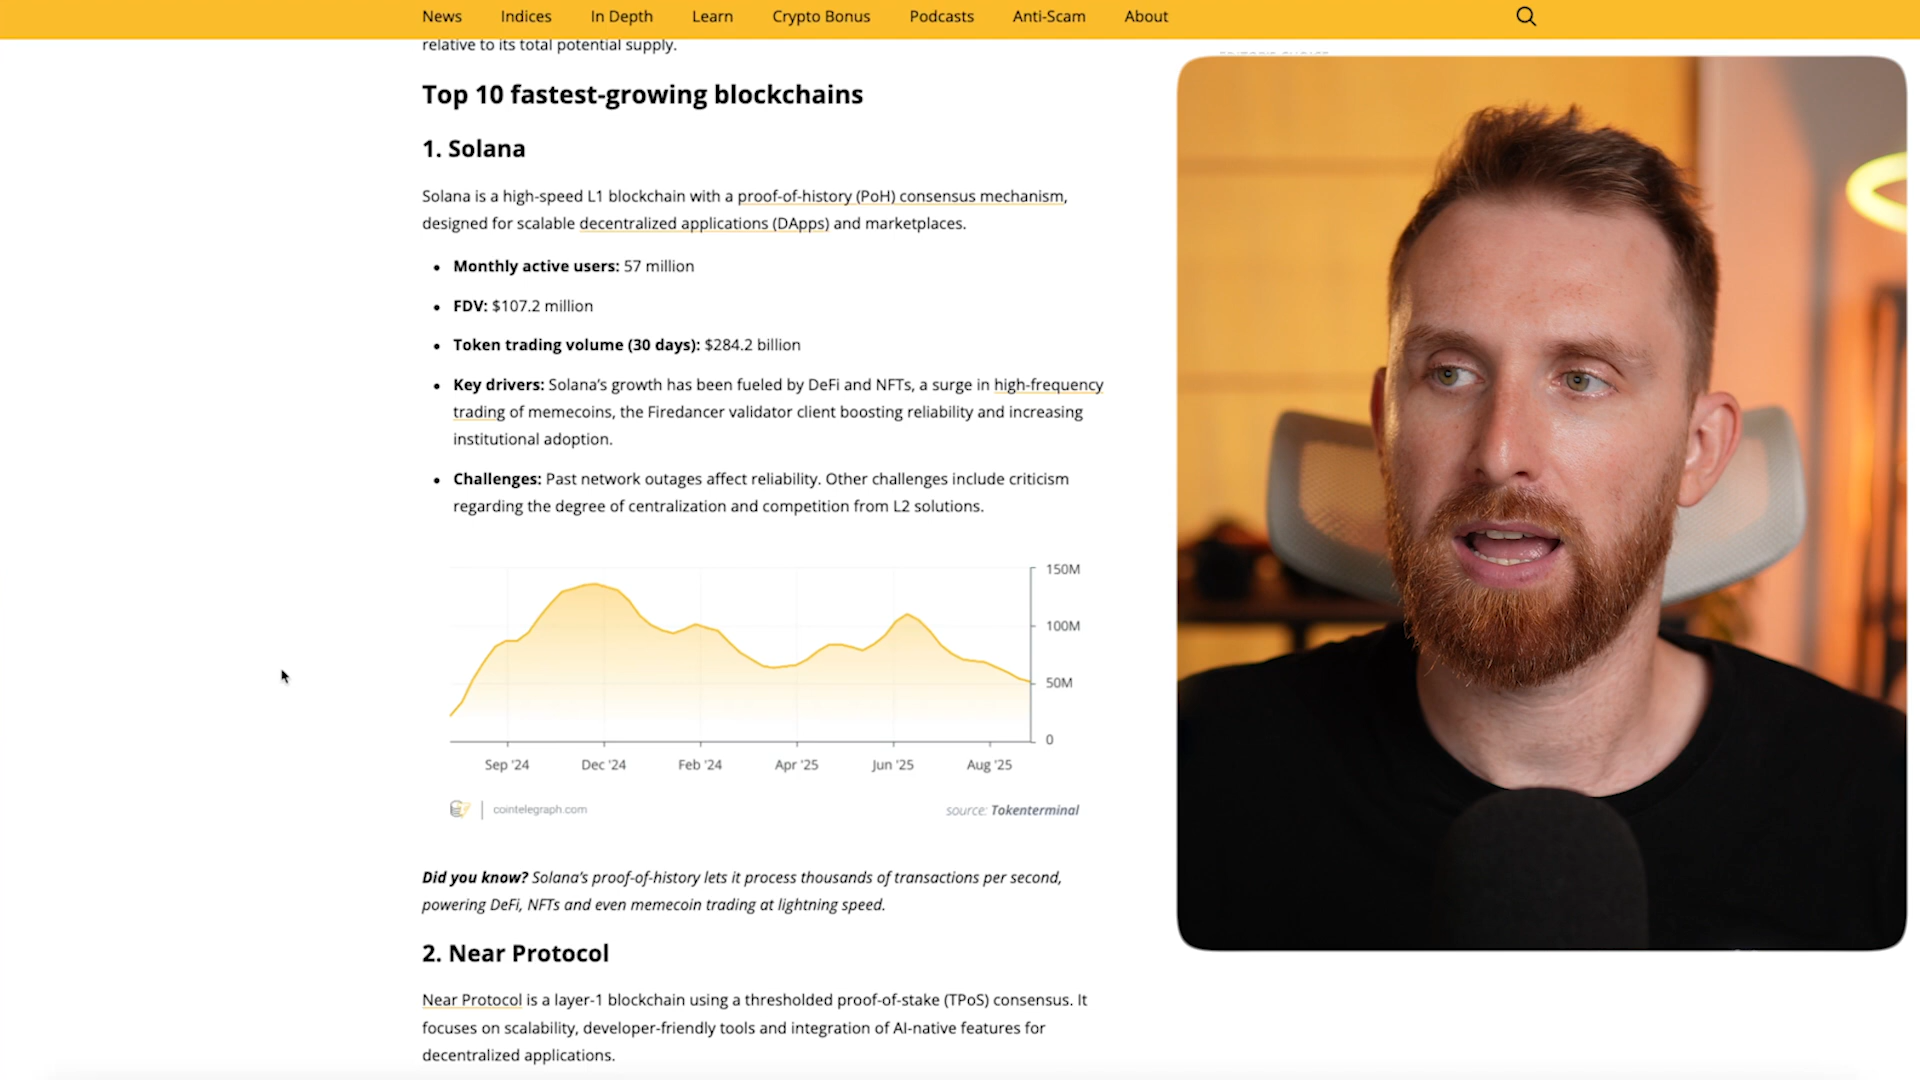 News Indices In Depth Learn Crypto Bonus Podcasts Anti-Scam About
relative to its total potential supply.
Top 10 fastest-growing blockchains
1. Solana
Solana is a high-speed L1 blockchain with a proof-of-history (PoH) consensus mechanism,
designed for scalable decentralized applications (DApps) and marketplaces.
• Monthly active users: 57 million
• FDV: $107.2 million
• Token trading volume (30 days): $284.2 billion
• Key drivers: Solana’s growth has been fueled by DeFi and NFTs, a surge in high-frequency
trading of memecoins, the Firedancer validator client boosting reliability and increasing
institutional adoption.
• Challenges: Past network outages affect reliability. Other challenges include criticism
regarding the degree of centralization and competition from L2 solutions.
150M
100M
50M
0
Sep '24 Dec '24 Feb '24 Apr '25 Jun '25 Aug '25
cointelegraph.com source: Tokenterminal
Did you know? Solana’s proof-of-history lets it process thousands of transactions per second,
powering DeFi, NFTs and even memecoin trading at lightning speed.
2. Near Protocol
Near Protocol is a layer-1 blockchain using a thresholded proof-of-stake (TPoS) consensus. It
focuses on scalability, developer-friendly tools and integration of AI-native features for
decentralized applications.